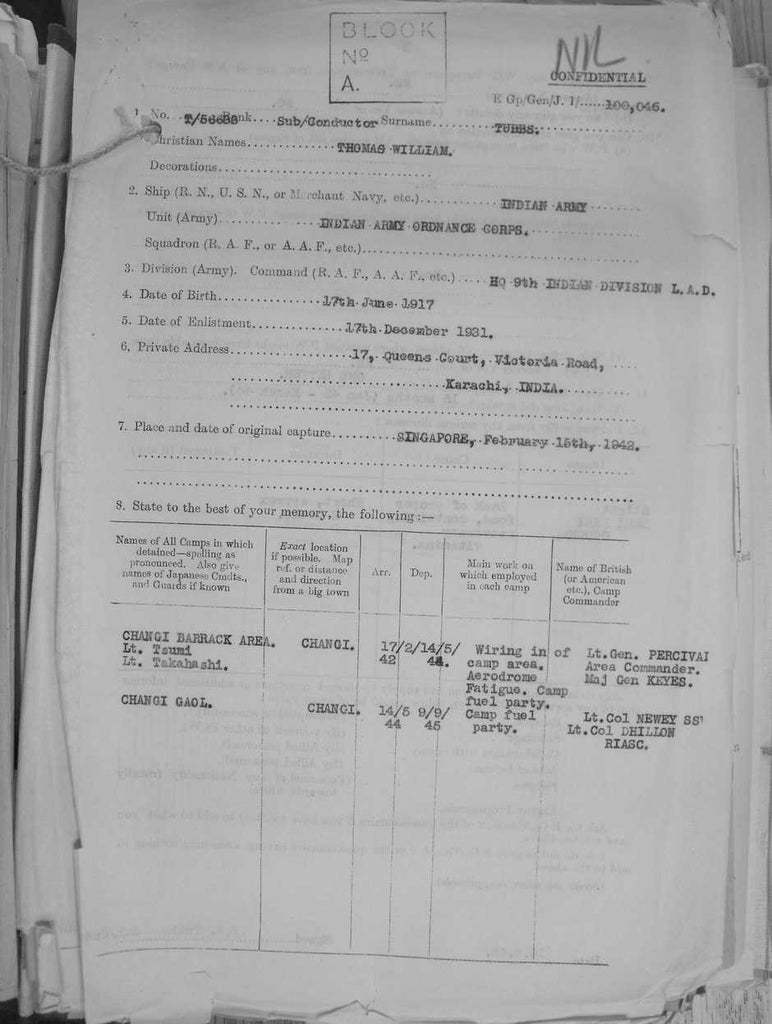 BLOCK
No
A.
NIL
CONFIDENTIAL
E Gp/Gen/J. 1/......100,046.
1. No. T/56688 Rank....Sub/Conductor Surname..........TUBBS.
Christian Names...............THOMAS WILLIAM.
Decorations...............................
2. Ship (R. N., U. S. N., or Merchant Navy, etc.)...........INDIAN ARMY
Unit (Army)................INDIAN ARMY ORDNANCE CORPS.
Squadron (R. A. F., or A. A. F., etc.)
3. Division (Army). Command (R. A. F., A. A. F., etc.).....HQ 9th INDIAN DIVISION L.A.D.
4. Date of Birth................17th June 1917
5. Date of Enlistment..............17th December 1931.
6. Private Address...................17, Queens Court, Victoria Road,
Karachi, INDIA.
7. Place and date of original capture..........SINGAPORE, February 15th, 1942.
8. State to the best of your memory, the following :—
Names of All Camps in which detained—spelling as pronounced. Also give names of Japanese Cmdts., and Guards if known
Exact location if possible. Map ref. or distance and direction from a big town
Arr.
Dep.
Main work on which employed in each camp
Name of British (or American etc.), Camp Commander
CHANGI BARRACK AREA. CHANGI. 17/2/14/5/ Wiring in of Lt.Gen. PERCIVAL
Lt. Tsumi 42 44. camp area. Area Commander.
Lt. Takahashi. Aerodrome Maj Gen KEYES.
Fatigue. Camp
fuel party.
CHANGI GAOL. CHANGI. 14/5 9/9/ Camp fuel Lt.Col NEWEY SS
44 45 party. Lt.Col DHILLON
RIASC.